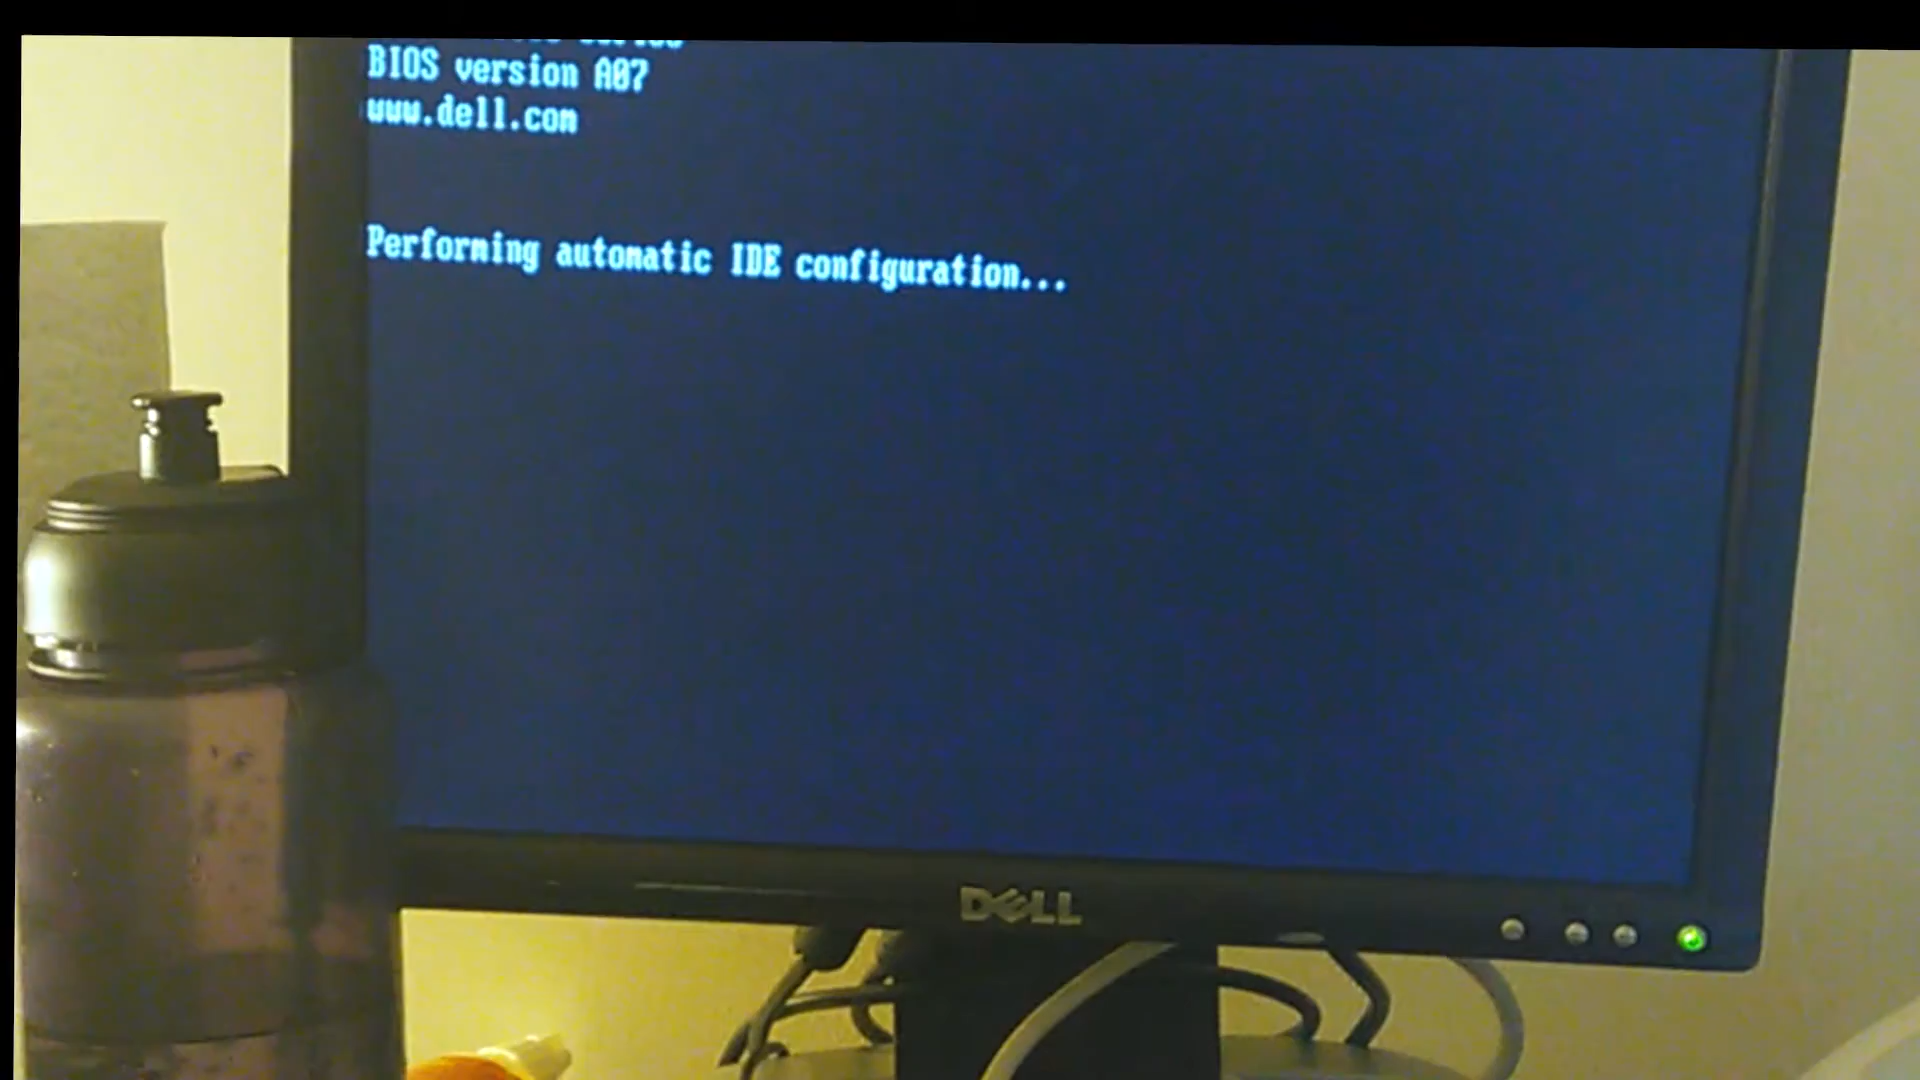 BIOS version A07
www.dell.com
Performing automatic IDE configuration...
DELL